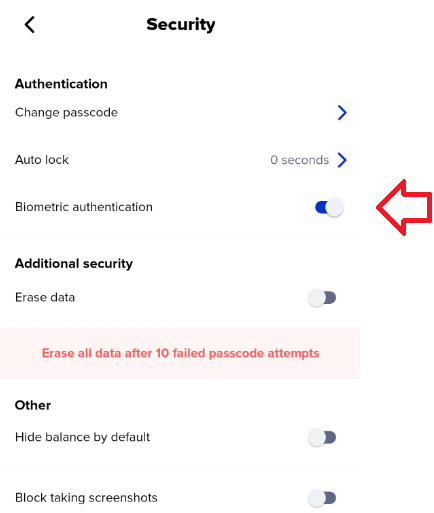 Security
Authentication
Change passcode
Auto lock 0 seconds
Biometric authentication
Additional security
Erase data
Erase all data after 10 failed passcode attempts
Other
Hide balance by default
Block taking screenshots